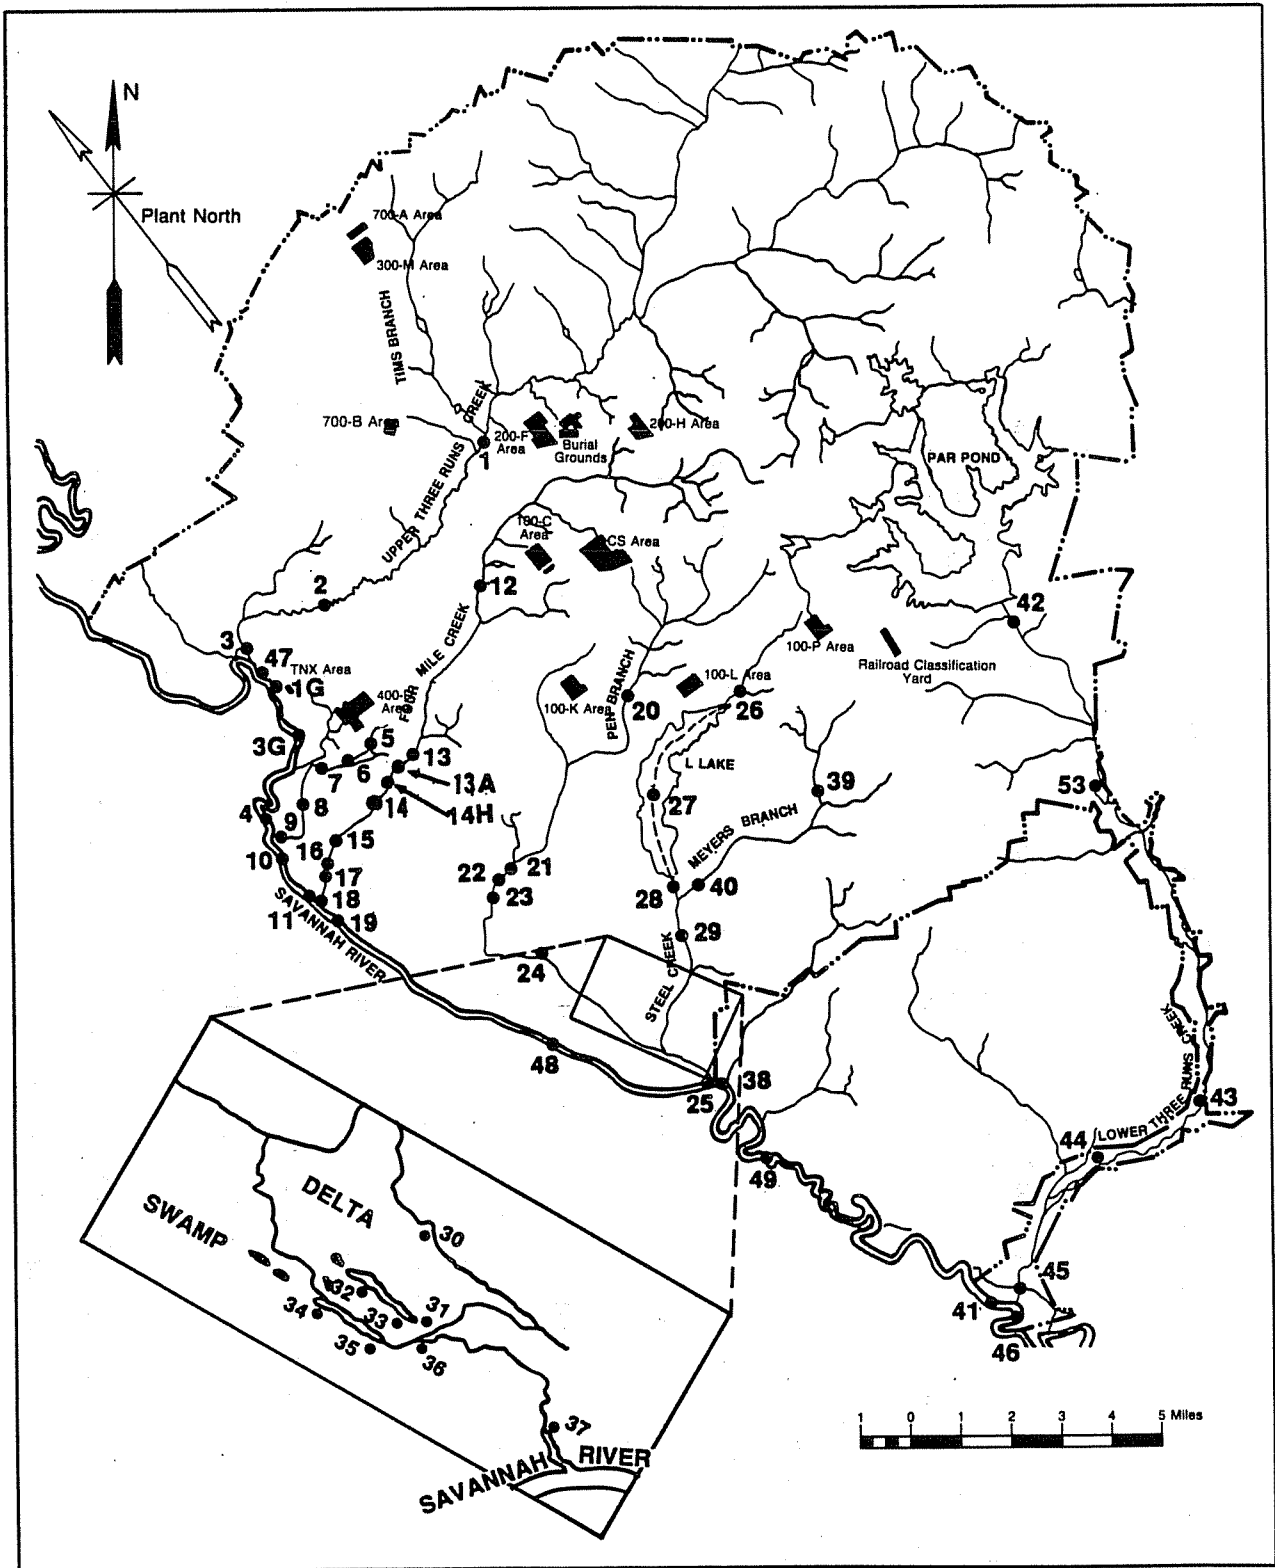 N
Plant North
700-A Area
300-M Area
TIMS BRANCH
700-B Area
UPPER THREE RUNS CREEK
1
200-F
Area
Burial
Grounds
200-H Area
PAR POND
100-C
Area
CS Area
2
12
42
3
47
TNX Area
1G
400-D
Area
FOUR MILE CREEK
100-P Area
Railroad Classification
Yard
100-K Area
PEN BRANCH
20
100-L Area
26
3G
5
6
7
13
13A
14H
14
L LAKE
27
39
53
4
8
9
10
15
16
17
18
11
19
MEYERS BRANCH
21
22
23
28
40
29
SAVANNAH RIVER
24
STEEL CREEK
48
25
38
49
LOWER THREE RUNS CREEK
43
44
45
41
46
DELTA
SWAMP
30
32
31
33
34
35
36
37
SAVANNAH RIVER
1 0 1 2 3 4 5 Miles